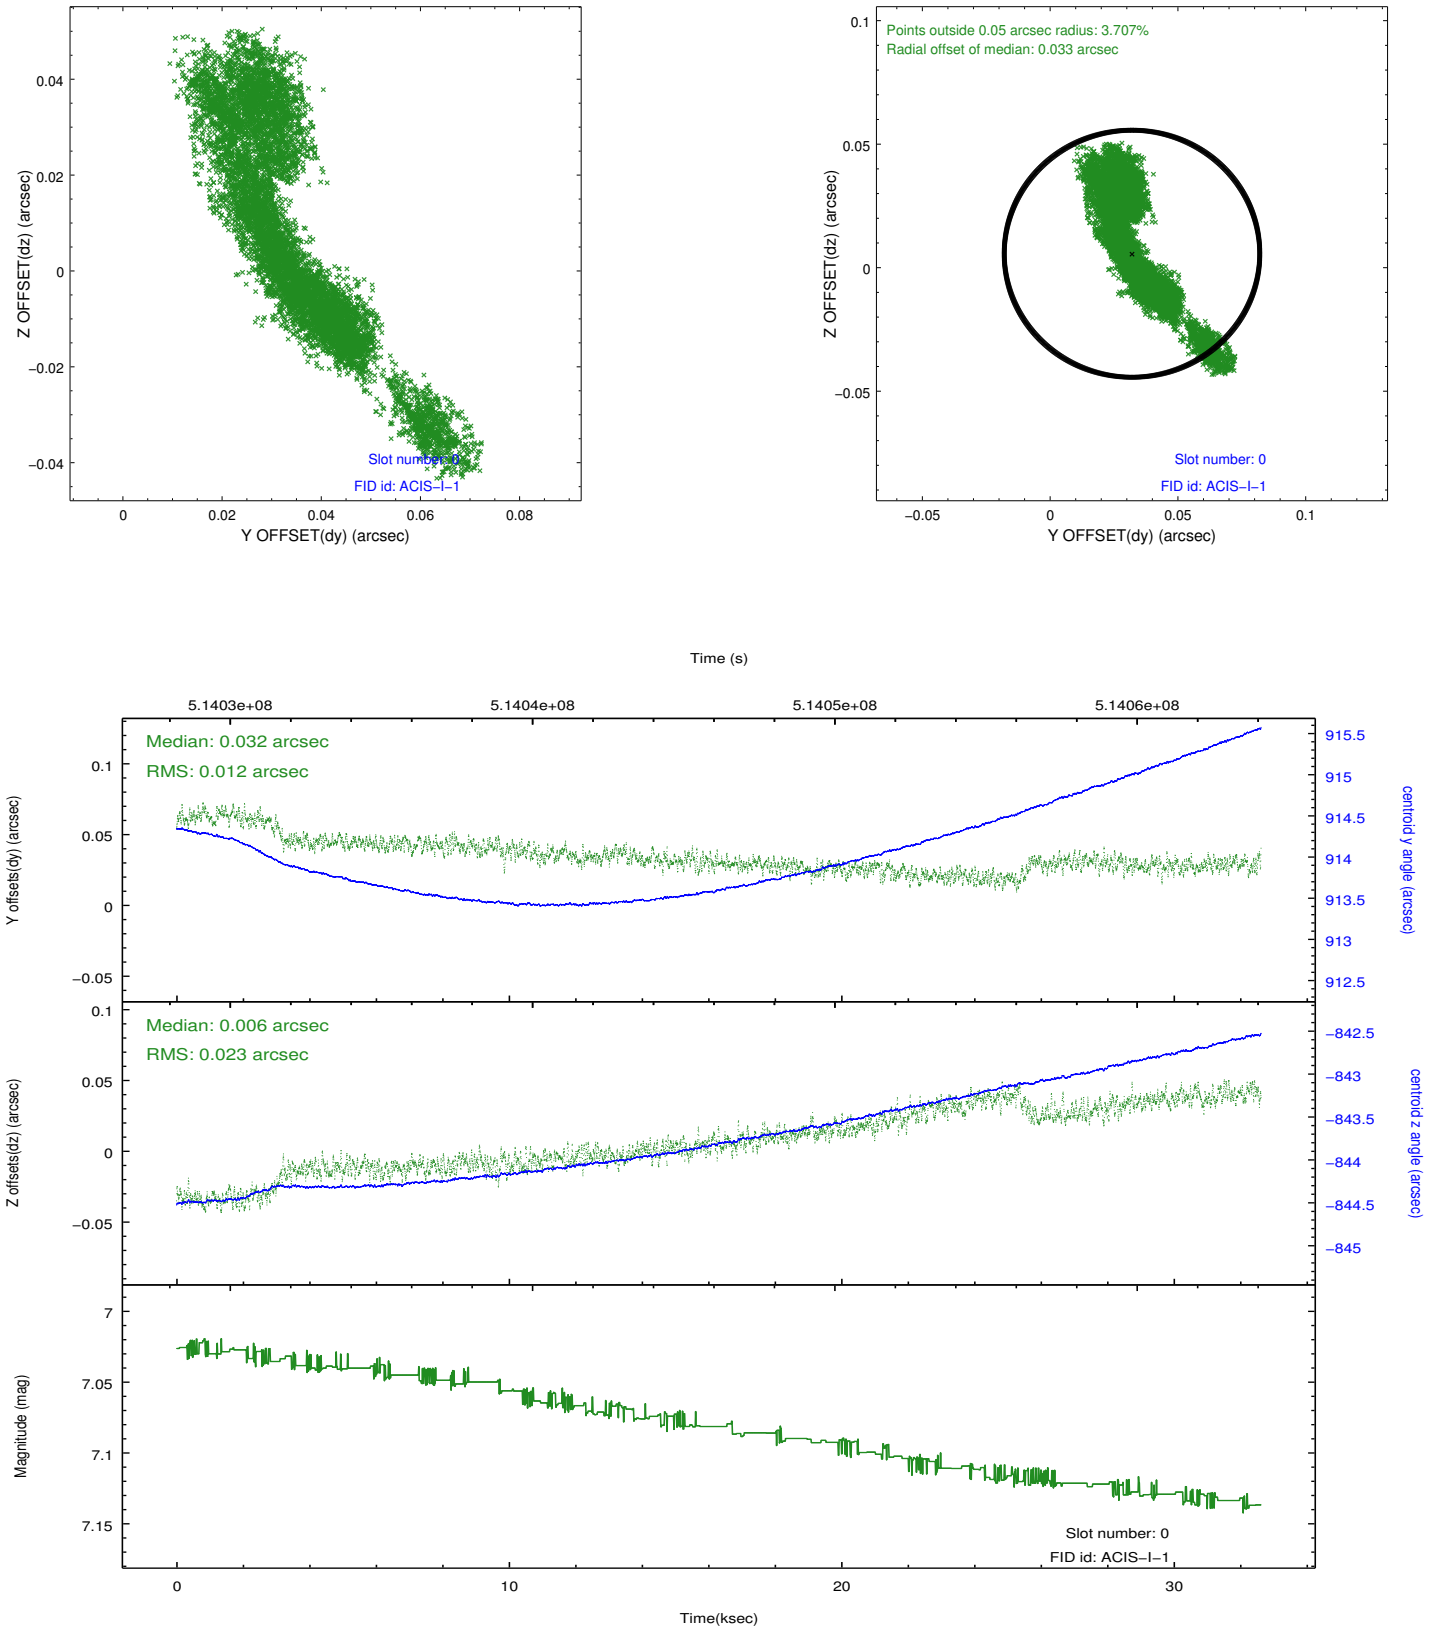 0.04
0.02
0
−0.02
−0.04
Z OFFSET(dz) (arcsec)
Slot number: 0
FID id: ACIS−I−1
0 0.02 0.04 0.06 0.08
Y OFFSET(dy) (arcsec)
Points outside 0.05 arcsec radius: 3.707%
Radial offset of median: 0.033 arcsec
0.1
0.05
0
−0.05
Z OFFSET(dz) (arcsec)
Slot number: 0
FID id: ACIS−I−1
−0.05 0 0.05 0.1
Y OFFSET(dy) (arcsec)
Time (s)
5.1403e+08 5.1404e+08 5.1405e+08 5.1406e+08
Median: 0.032 arcsec
RMS: 0.012 arcsec
0.1
0.05
0
−0.05
Y offsets(dy) (arcsec)
915.5
915
914.5
914
913.5
913
912.5
centroid y angle (arcsec)
Median: 0.006 arcsec
RMS: 0.023 arcsec
0.1
0.05
0
−0.05
Z offsets(dz) (arcsec)
−842.5
−843
−843.5
−844
−844.5
−845
centroid z angle (arcsec)
7
7.05
7.1
7.15
Magnitude (mag)
Slot number: 0
FID id: ACIS−I−1
0 10 20 30
Time(ksec)